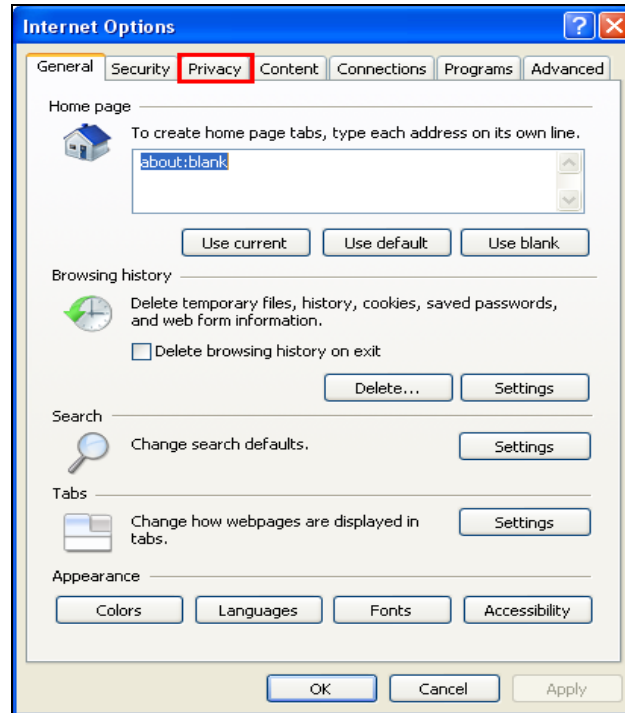 Internet Options
General Security Privacy Content Connections Programs Advanced
Home page
To create home page tabs, type each address on its own line.
about:blank
Use current Use default Use blank
Browsing history
Delete temporary files, history, cookies, saved passwords,
and web form information.
Delete browsing history on exit
Delete... Settings
Search
Change search defaults. Settings
Tabs
Change how webpages are displayed in
tabs.
Settings
Appearance
Colors Languages Fonts Accessibility
OK Cancel Apply